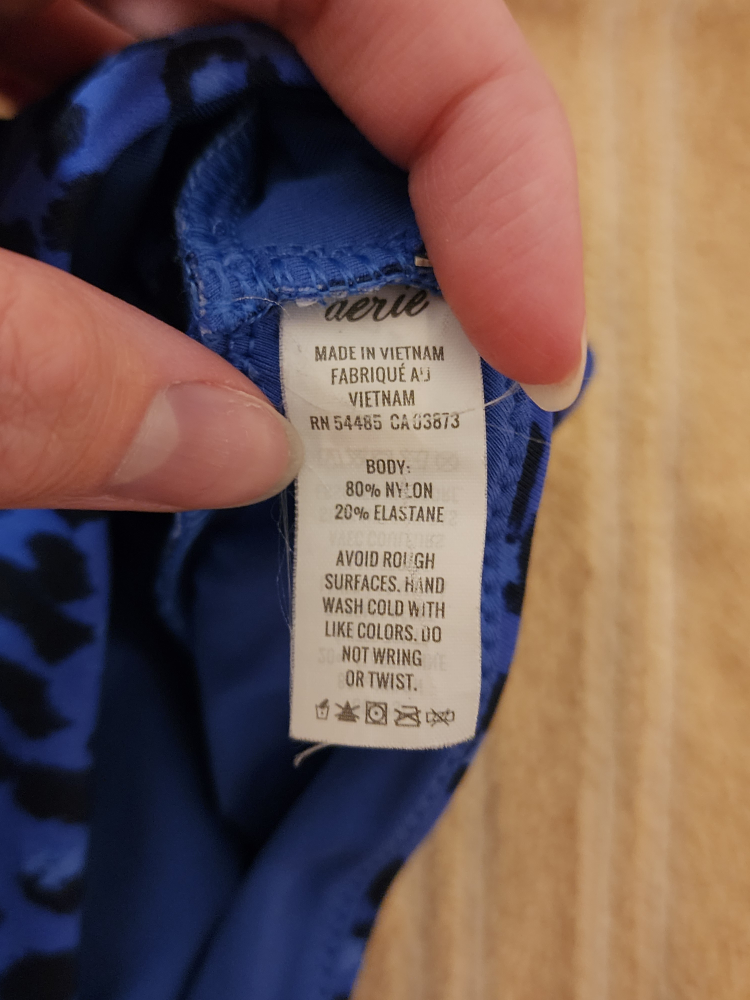 aerie
MADE IN VIETNAM
FABRIQUÉ AU
VIETNAM
RN 54485 CA 03873
BODY:
80% NYLON
20% ELASTANE
AVOID ROUGH
SURFACES. HAND
WASH COLD WITH
LIKE COLORS. DO
NOT WRING
OR TWIST.